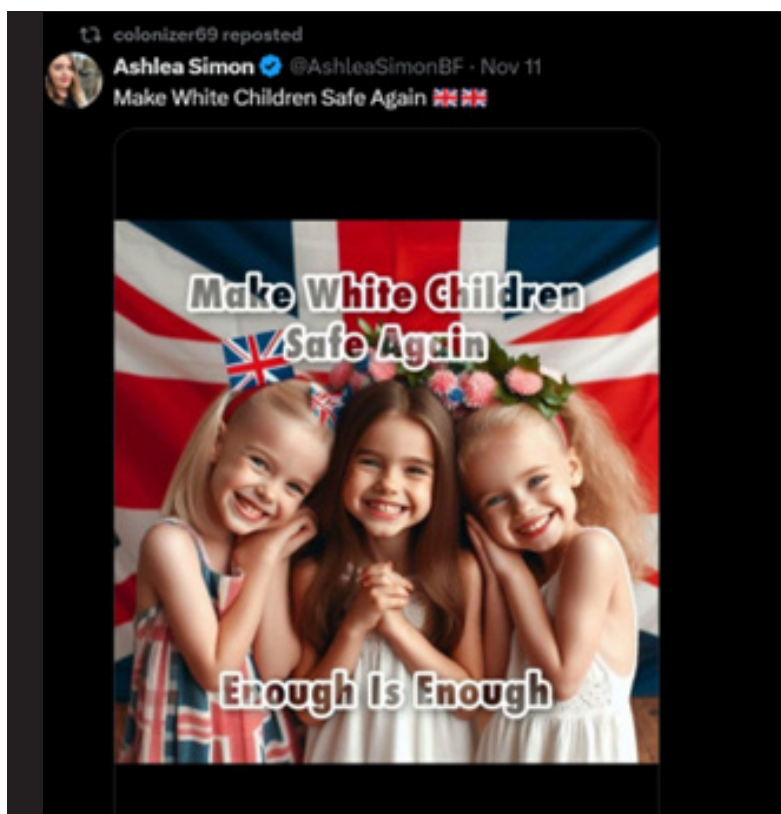 colonizer69 reposted
Ashlea Simon @AshleaSimonBF · Nov 11
Make White Children Safe Again 🇬🇧🇬🇧
Make White Children
Safe Again
Enough Is Enough